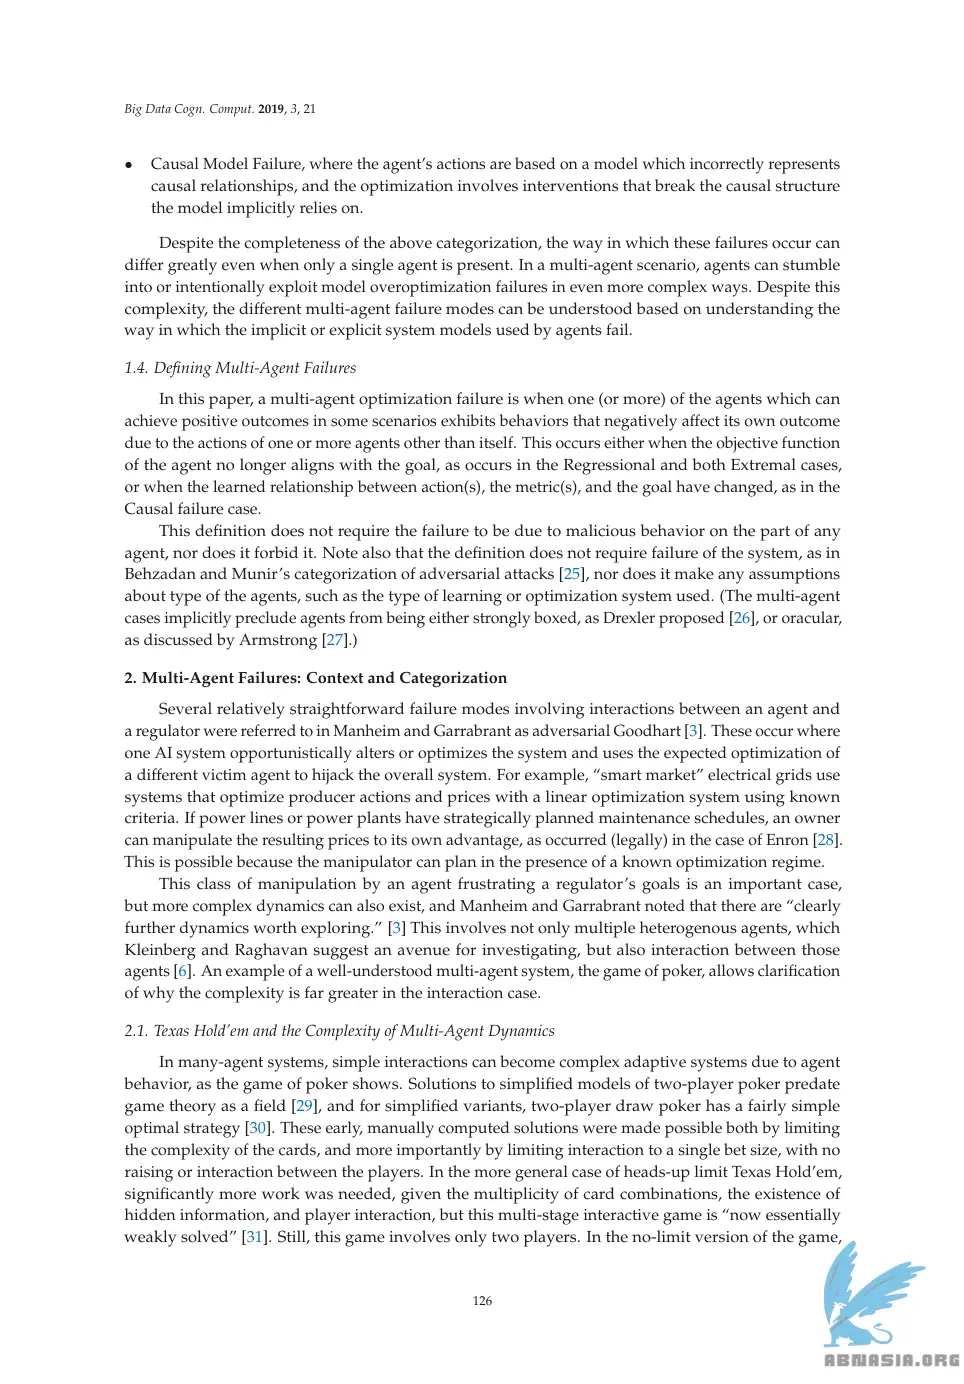 Big Data Cogn. Comput. 2019, 3, 21
• Causal Model Failure, where the agent’s actions are based on a model which incorrectly represents
causal relationships, and the optimization involves interventions that break the causal structure
the model implicitly relies on.
Despite the completeness of the above categorization, the way in which these failures occur can
differ greatly even when only a single agent is present. In a multi-agent scenario, agents can stumble
into or intentionally exploit model overoptimization failures in even more complex ways. Despite this
complexity, the different multi-agent failure modes can be understood based on understanding the
way in which the implicit or explicit system models used by agents fail.
1.4. Defining Multi-Agent Failures
In this paper, a multi-agent optimization failure is when one (or more) of the agents which can
achieve positive outcomes in some scenarios exhibits behaviors that negatively affect its own outcome
due to the actions of one or more agents other than itself. This occurs either when the objective function
of the agent no longer aligns with the goal, as occurs in the Regressional and both Extremal cases,
or when the learned relationship between action(s), the metric(s), and the goal have changed, as in the
Causal failure case.
This definition does not require the failure to be due to malicious behavior on the part of any
agent, nor does it forbid it. Note also that the definition does not require failure of the system, as in
Behzadan and Munir’s categorization of adversarial attacks [25], nor does it make any assumptions
about type of the agents, such as the type of learning or optimization system used. (The multi-agent
cases implicitly preclude agents from being either strongly boxed, as Drexler proposed [26], or oracular,
as discussed by Armstrong [27].)
2. Multi-Agent Failures: Context and Categorization
Several relatively straightforward failure modes involving interactions between an agent and
a regulator were referred to in Manheim and Garrabrant as adversarial Goodhart [3]. These occur where
one AI system opportunistically alters or optimizes the system and uses the expected optimization of
a different victim agent to hijack the overall system. For example, “smart market” electrical grids use
systems that optimize producer actions and prices with a linear optimization system using known
criteria. If power lines or power plants have strategically planned maintenance schedules, an owner
can manipulate the resulting prices to its own advantage, as occurred (legally) in the case of Enron [28].
This is possible because the manipulator can plan in the presence of a known optimization regime.
This class of manipulation by an agent frustrating a regulator’s goals is an important case,
but more complex dynamics can also exist, and Manheim and Garrabrant noted that there are “clearly
further dynamics worth exploring.” [3] This involves not only multiple heterogenous agents, which
Kleinberg and Raghavan suggest an avenue for investigating, but also interaction between those
agents [6]. An example of a well-understood multi-agent system, the game of poker, allows clarification
of why the complexity is far greater in the interaction case.
2.1. Texas Hold’em and the Complexity of Multi-Agent Dynamics
In many-agent systems, simple interactions can become complex adaptive systems due to agent
behavior, as the game of poker shows. Solutions to simplified models of two-player poker predate
game theory as a field [29], and for simplified variants, two-player draw poker has a fairly simple
optimal strategy [30]. These early, manually computed solutions were made possible both by limiting
the complexity of the cards, and more importantly by limiting interaction to a single bet size, with no
raising or interaction between the players. In the more general case of heads-up limit Texas Hold’em,
significantly more work was needed, given the multiplicity of card combinations, the existence of
hidden information, and player interaction, but this multi-stage interactive game is “now essentially
weakly solved” [31]. Still, this game involves only two players. In the no-limit version of the game,
126
ABNASIA.ORG